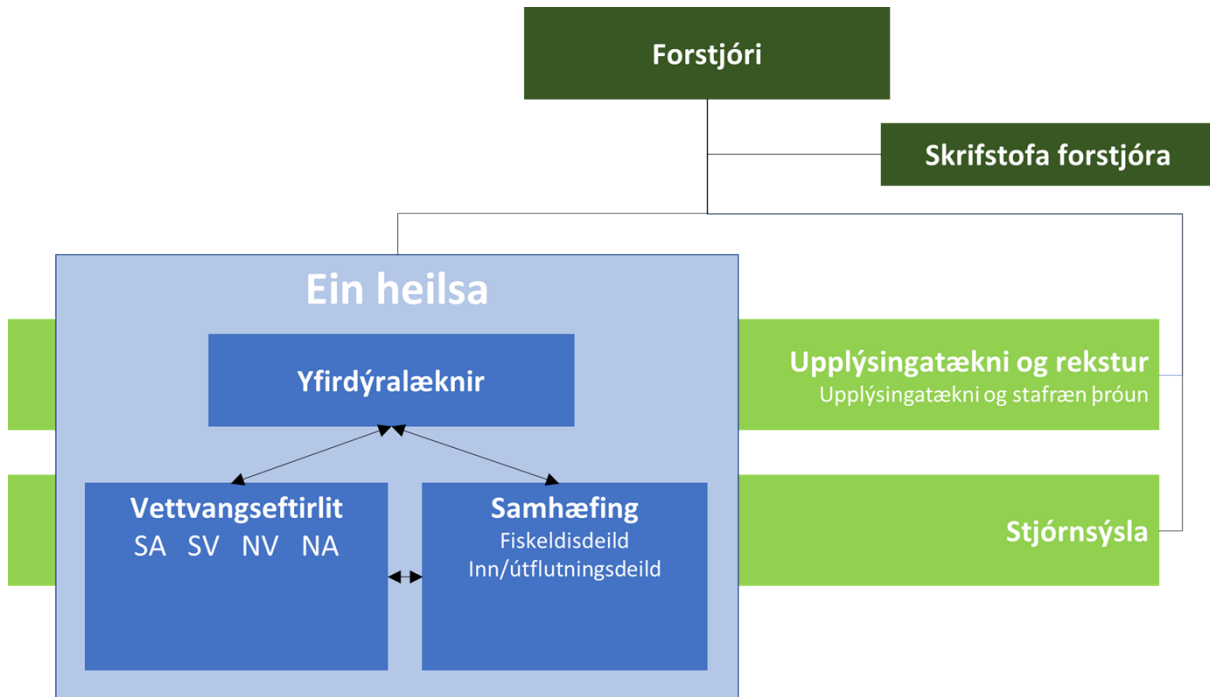 Forstjóri
Skrifstofa forstjóra
Ein heilsa
Yfirdýralæknir
Upplýsingatækni og rekstur
Upplýsingatækni og stafræn þróun
Vettvangseftirlit
SA SV NV NA
Samhæfing
Fiskeldisdeild
Inn/útflutningsdeild
Stjórnsýsla